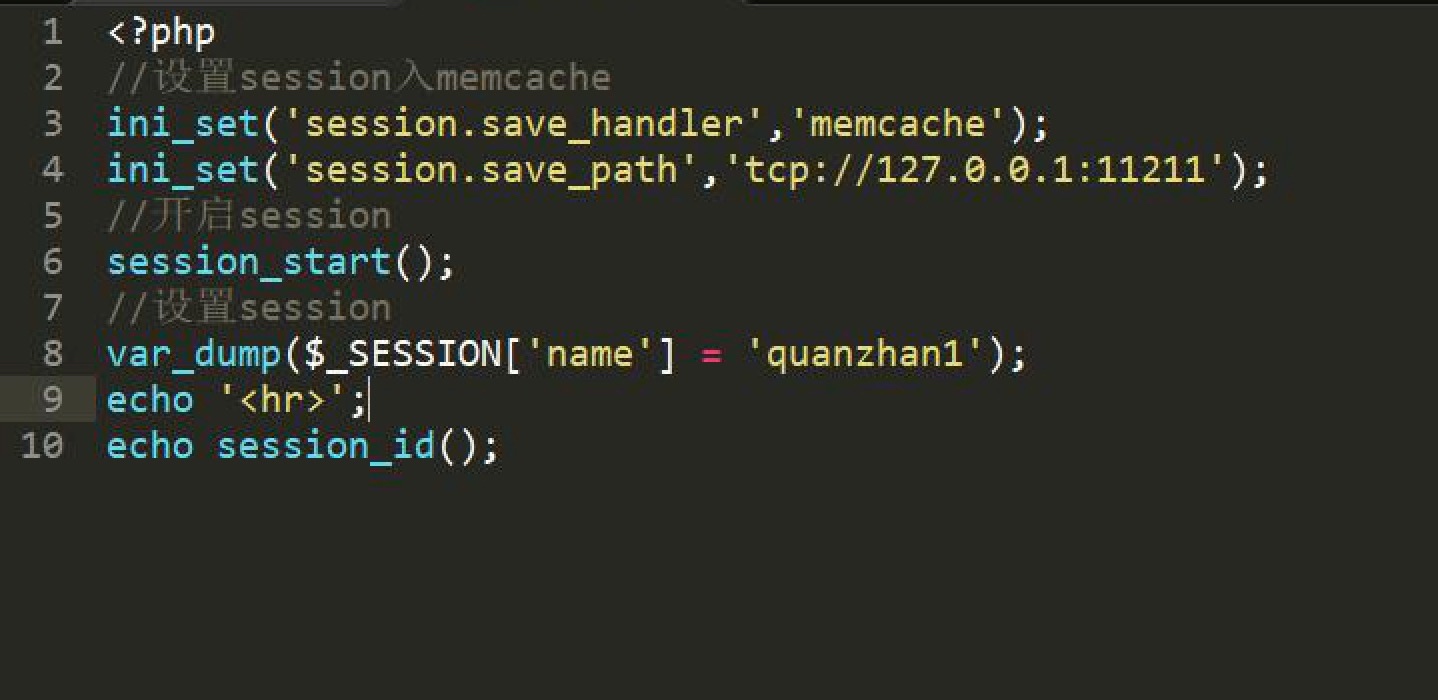 1 <?php
2 //设置session入memcache
3 ini_set('session.save_handler','memcache');
4 ini_set('session.save_path','tcp://127.0.0.1:11211');
5 //开启session
6 session_start();
7 //设置session
8 var_dump($_SESSION['name'] = 'quanzhan1');
9 echo '<hr>';
10 echo session_id();